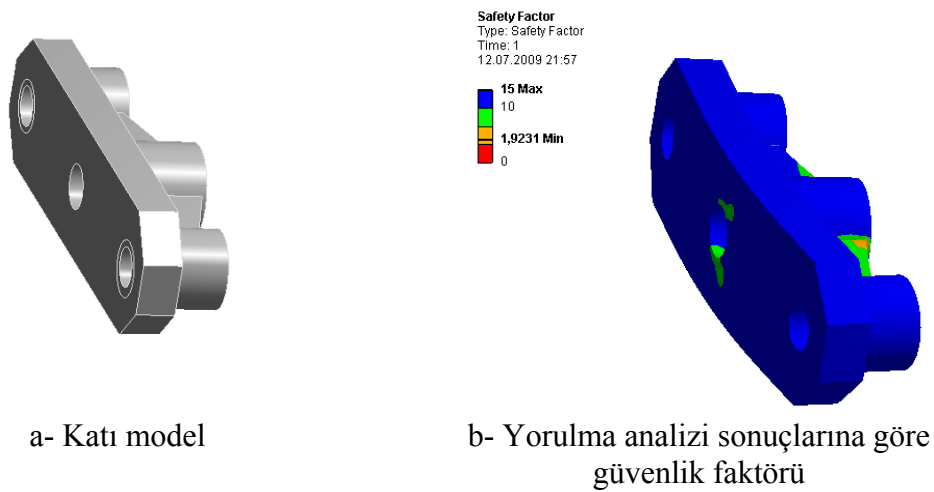 Safety Factor
Type: Safety Factor
Time: 1
12.07.2009 21:57
15 Max
10
1,9231 Min
0
a- Katı model
b- Yorulma analizi sonuçlarına göre
güvenlik faktörü